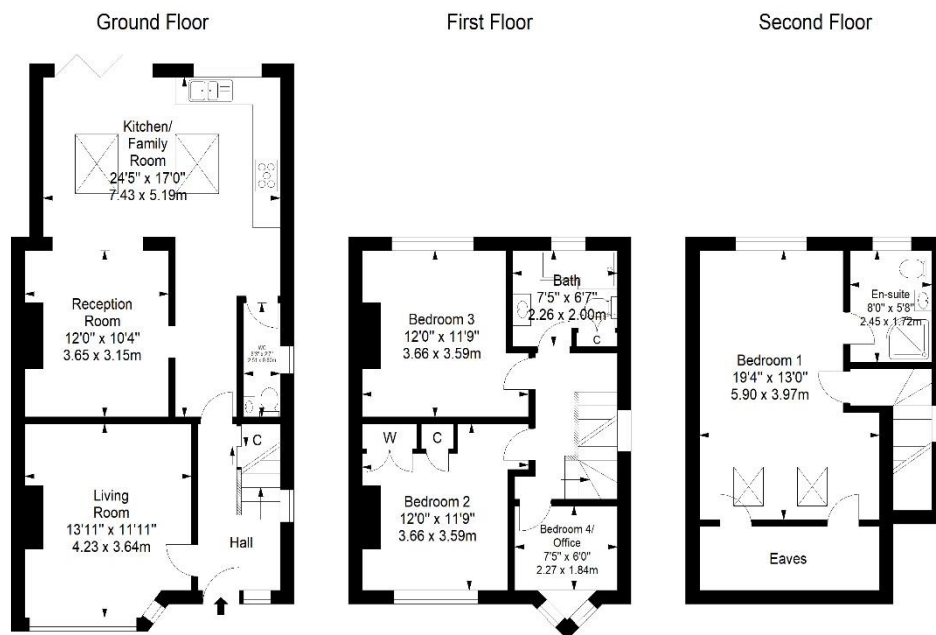 Ground Floor
First Floor
Second Floor
Kitchen/
Family
Room
24'5" x 17'0"
7.43 x 5.19m
Reception
Room
12'0" x 10'4"
3.65 x 3.15m
WC
C
Living
Room
13'11" x 11'11"
4.23 x 3.64m
Hall
Bath
7'5" x 6'7"
2.26 x 2.00m
C
Bedroom 3
12'0" x 11'9"
3.66 x 3.59m
W
C
Bedroom 2
12'0" x 11'9"
3.66 x 3.59m
Bedroom 4/
Office
7'5" x 6'0"
2.27 x 1.84m
En-suite
8'0" x 5'8"
2.45 x 1.72m
Bedroom 1
19'4" x 13'0"
5.90 x 3.97m
Eaves